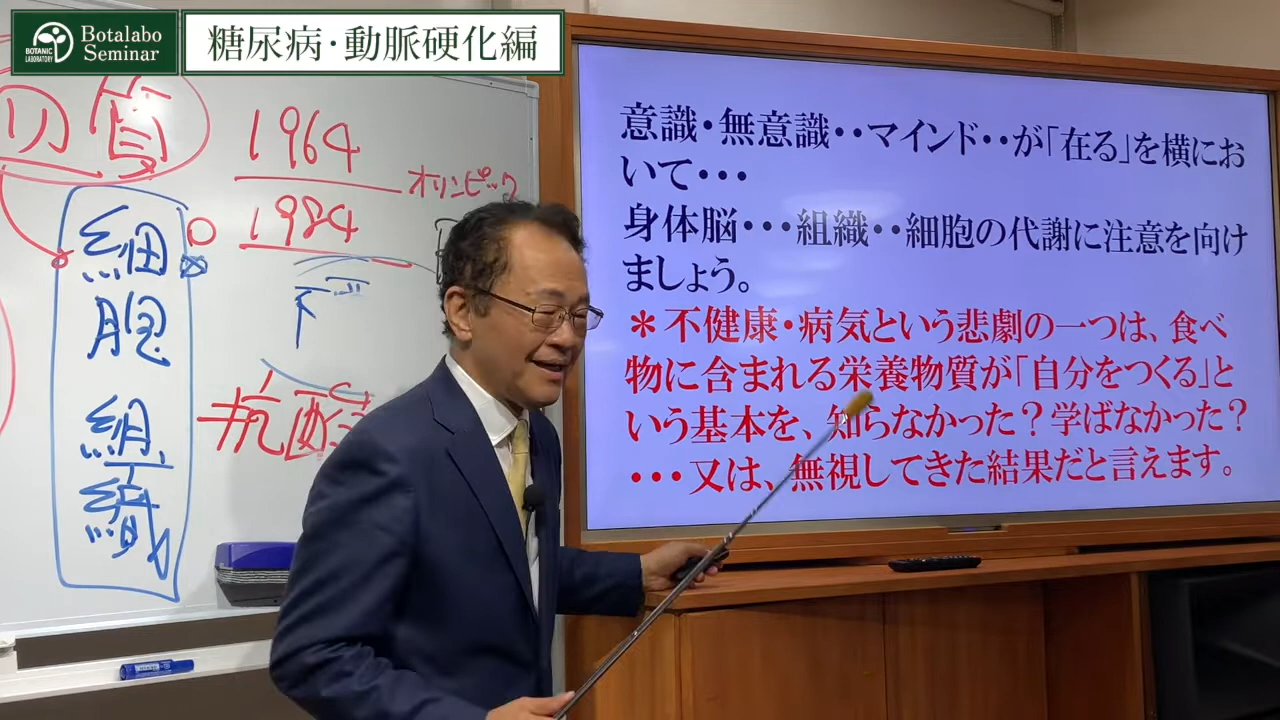 BOTANIC
LABORATORY
Botalabo
Seminar
糖尿病・動脈硬化編
質
1964
オリンピック
1984
細
胞
組
織
抗酸
意識・無意識・・マインド・・が「在る」を横にお
いて・・・
身体脳・・・組織・・細胞の代謝に注意を向け
ましょう。
＊不健康・病気という悲劇の一つは、食べ
物に含まれる栄養物質が「自分をつくる」と
いう基本を、知らなかった？学ばなかった？
・・・又は、無視してきた結果だと言えます。